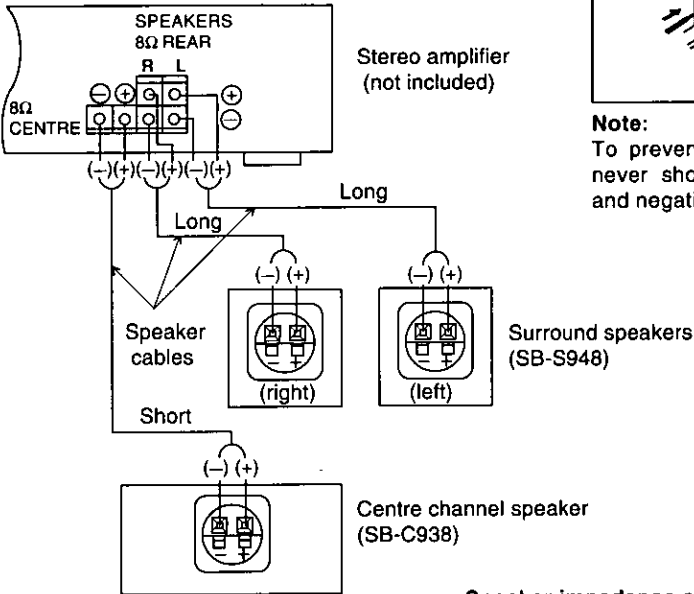 SPEAKERS
8Ω REAR
R L
Stereo amplifier
(not included)
⊖ ⊕ ⊕
8Ω
CENTRE ⊖
(−)(+)(−)(+)(−)(+)
Note:
To preven
never sho
and negati
Long
Long
(−) (+) (−) (+)
Speaker
cables
− + − +
(right) (left)
Surround speakers
(SB-S948)
Short
(−) (+)
− +
Centre channel speaker
(SB-C938)